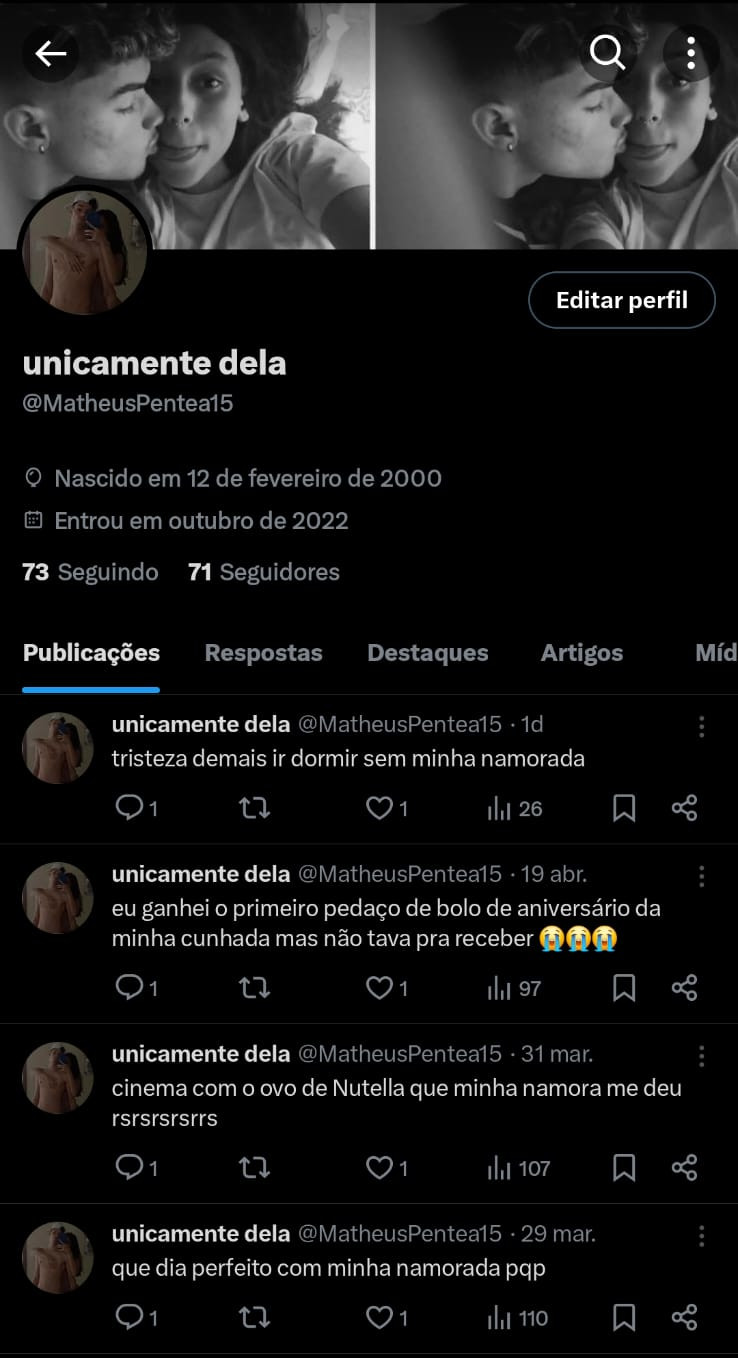 Editar perfil
unicamente dela
@MatheusPentea15
Nascido em 12 de fevereiro de 2000
Entrou em outubro de 2022
73 Seguindo 71 Seguidores
Publicações Respostas Destaques Artigos Míd
unicamente dela @MatheusPentea15 · 1d
tristeza demais ir dormir sem minha namorada
1 1 26
unicamente dela @MatheusPentea15 · 19 abr.
eu ganhei o primeiro pedaço de bolo de aniversário da
minha cunhada mas não tava pra receber 😭😭😭
1 1 97
unicamente dela @MatheusPentea15 · 31 mar.
cinema com o ovo de Nutella que minha namora me deu
rsrsrsrsrrs
1 1 107
unicamente dela @MatheusPentea15 · 29 mar.
que dia perfeito com minha namorada pqp
1 1 110